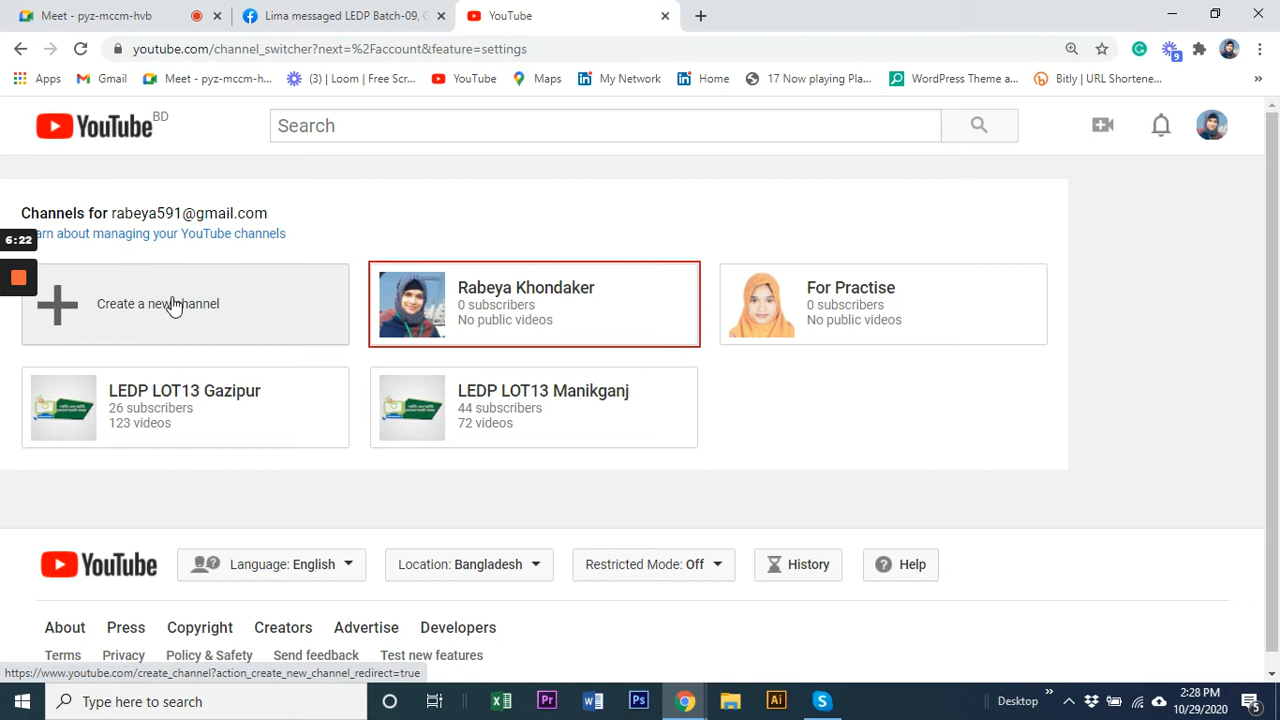 Meet - pyz-mccm-hvb
Lima messaged LEDP Batch-09, G
YouTube
youtube.com/channel_switcher?next=%2Faccount&feature=settings
Apps
Gmail
Meet - pyz-mccm-h...
(3) | Loom | Free Scr...
YouTube
Maps
My Network
Home
17 Now playing Pla...
WordPress Theme a...
Bitly | URL Shortene...
»
9
YouTube BD
Search
Channels for rabeya591@gmail.com
arn about managing your YouTube channels
6:22
Create a new channel
Rabeya Khondaker
0 subscribers
No public videos
For Practise
0 subscribers
No public videos
LEDP LOT13 Gazipur
26 subscribers
123 videos
LEDP LOT13 Manikganj
44 subscribers
72 videos
YouTube
Language: English
Location: Bangladesh
Restricted Mode: Off
History
Help
About Press Copyright Creators Advertise Developers
Terms Privacy Policy & Safety Send feedback Test new features
https://www.youtube.com/create_channel?action_create_new_channel_redirect=true
Type here to search
Desktop
»
2:28 PM
10/29/2020
5